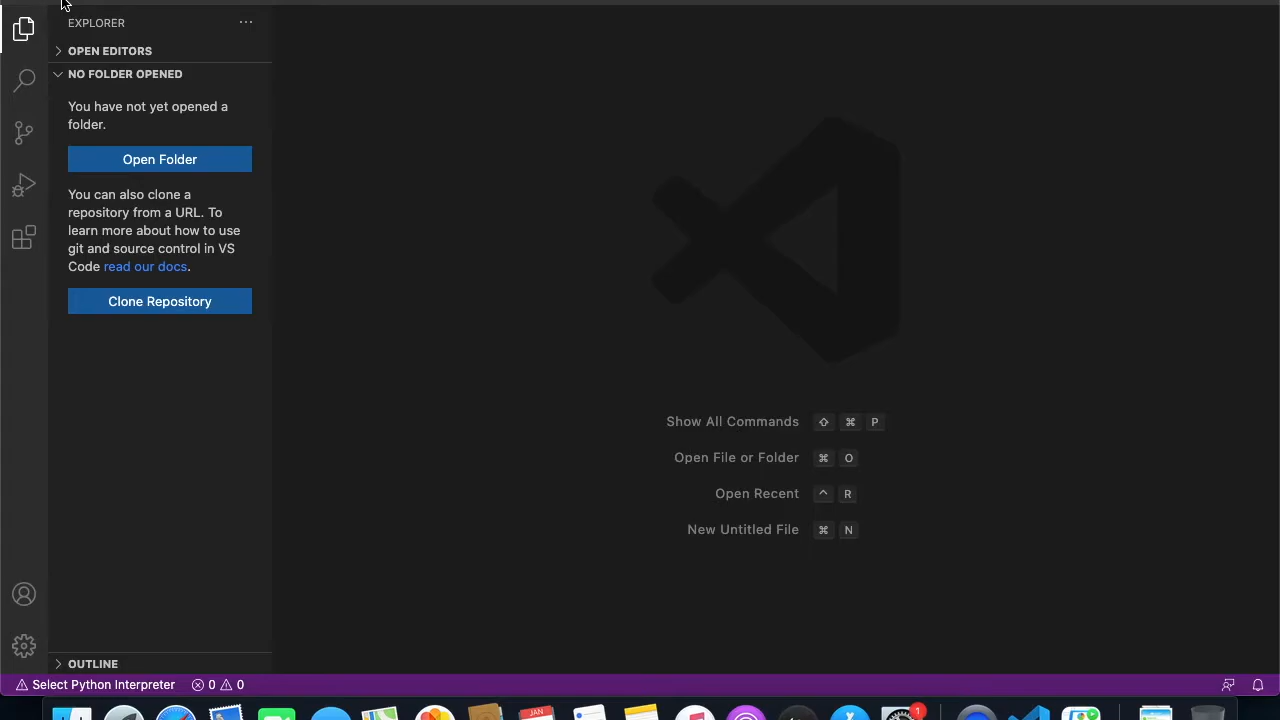 EXPLORER
OPEN EDITORS
NO FOLDER OPENED
You have not yet opened a
folder.
Open Folder
You can also clone a
repository from a URL. To
learn more about how to use
git and source control in VS
Code read our docs.
Clone Repository
Show All Commands ⇧ ⌘ P
Open File or Folder ⌘ O
Open Recent ^ R
New Untitled File ⌘ N
OUTLINE
Select Python Interpreter 0 0
1
JAN